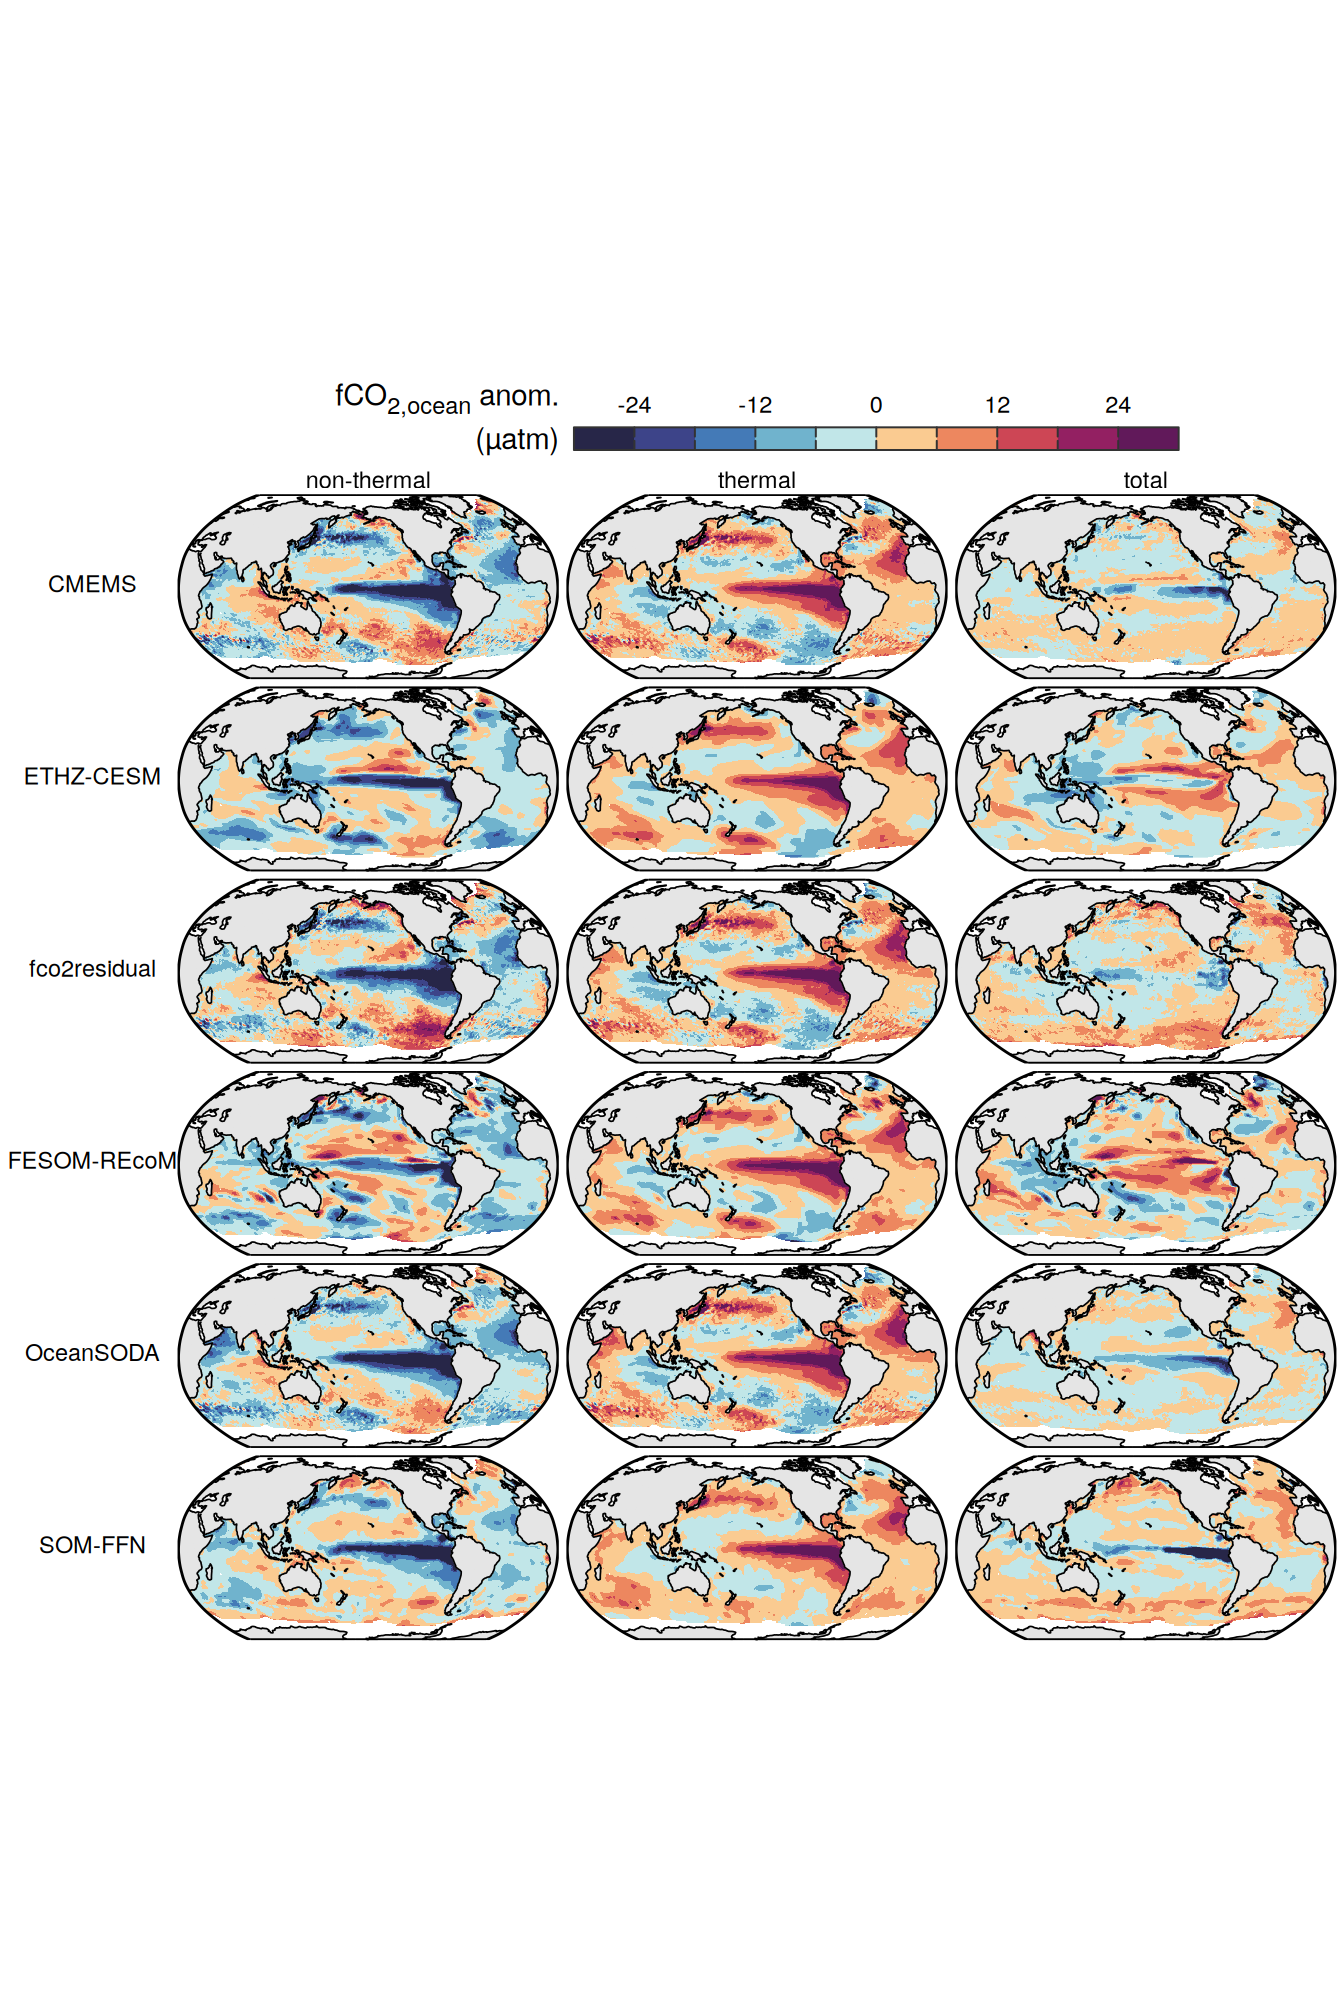 fCO2,ocean anom.
(µatm)
-24 -12 0 12 24
non-thermal thermal total
CMEMS
ETHZ-CESM
fco2residual
FESOM-REcoM
OceanSODA
SOM-FFN